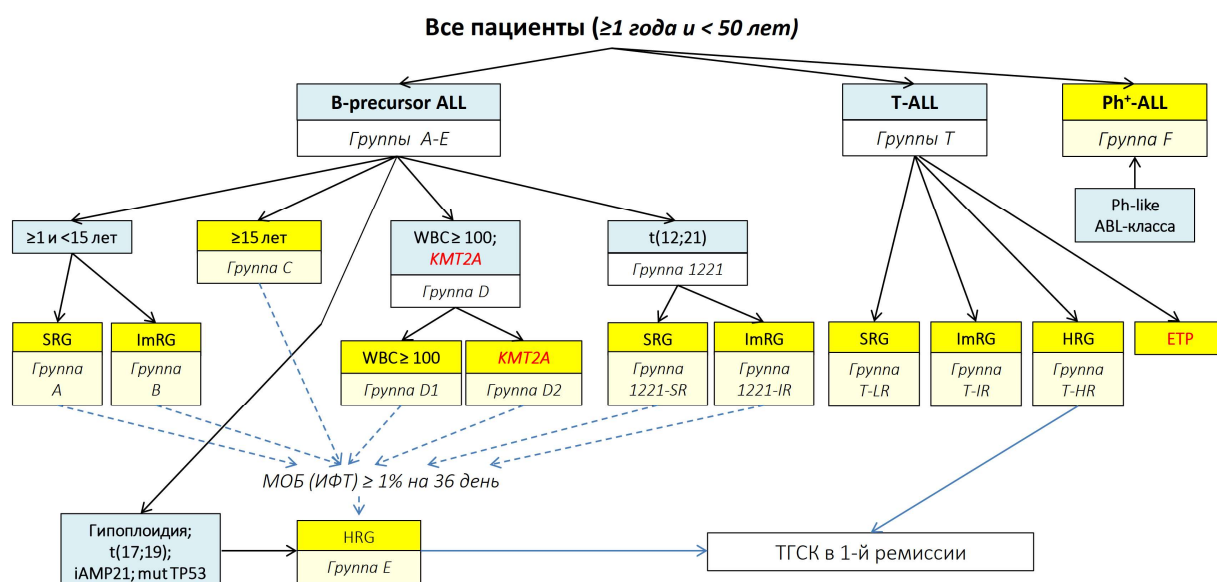 Все пациенты (≥1 года и < 50 лет)
B-precursor ALL
Группы A-E
T-ALL
Группы T
Ph⁺-ALL
Группа F
Ph-like
ABL-класса
≥1 и <15 лет
≥15 лет
Группа C
WBC ≥ 100;
KMT2A
Группа D
t(12;21)
Группа 1221
SRG
Группа
A
ImRG
Группа
B
WBC ≥ 100
Группа D1
KMT2A
Группа D2
SRG
Группа
1221-SR
ImRG
Группа
1221-IR
SRG
Группа
T-LR
ImRG
Группа
T-IR
HRG
Группа
T-HR
ETP
МОБ (ИФТ) ≥ 1% на 36 день
Гипоплоидия;
t(17;19);
iAMP21; mut TP53
HRG
Группа E
ТГСК в 1-й ремиссии